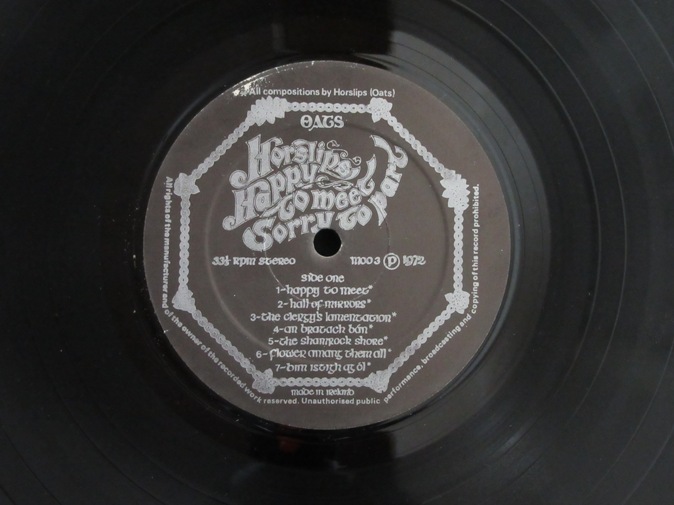 * All compositions by Horslips (Oats)
OATS
Horslips
Happy
to meet
Sorry to part
33⅓ RPM STEREO MOO 3 Ⓟ 1972
SIDE ONE
1-happy to meet*
2-hall of mirrors*
3-the clergy's lamentation*
4-an bratach bán*
5-the shamrock shore*
6-flower amang them all*
7-bím istigh ag ól*
made in Ireland
All rights of the manufacturer and of the owner of the recorded work reserved. Unauthorised public performance, broadcasting and copying of this record prohibited.